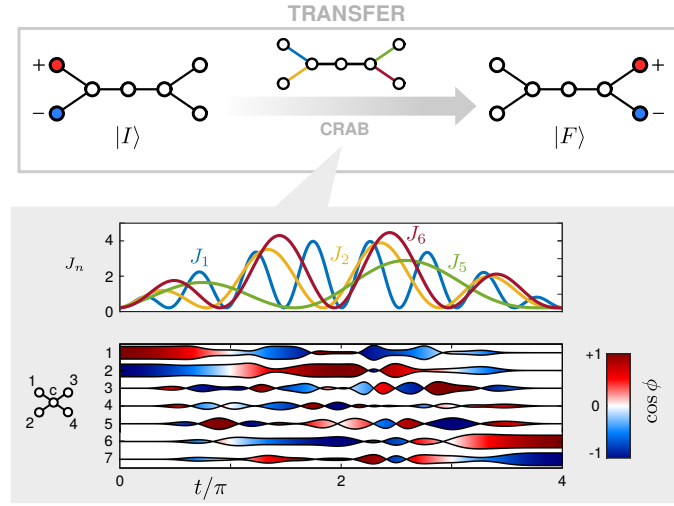 TRANSFER
+ +
− −
|I⟩ CRAB |F⟩
J_n
4
2
0
J_1 J_2 J_6 J_5
1
2
3
4
5
6
7
1 c 3
2 4
+1
0
-1
cos ϕ
0 2 4
t/π